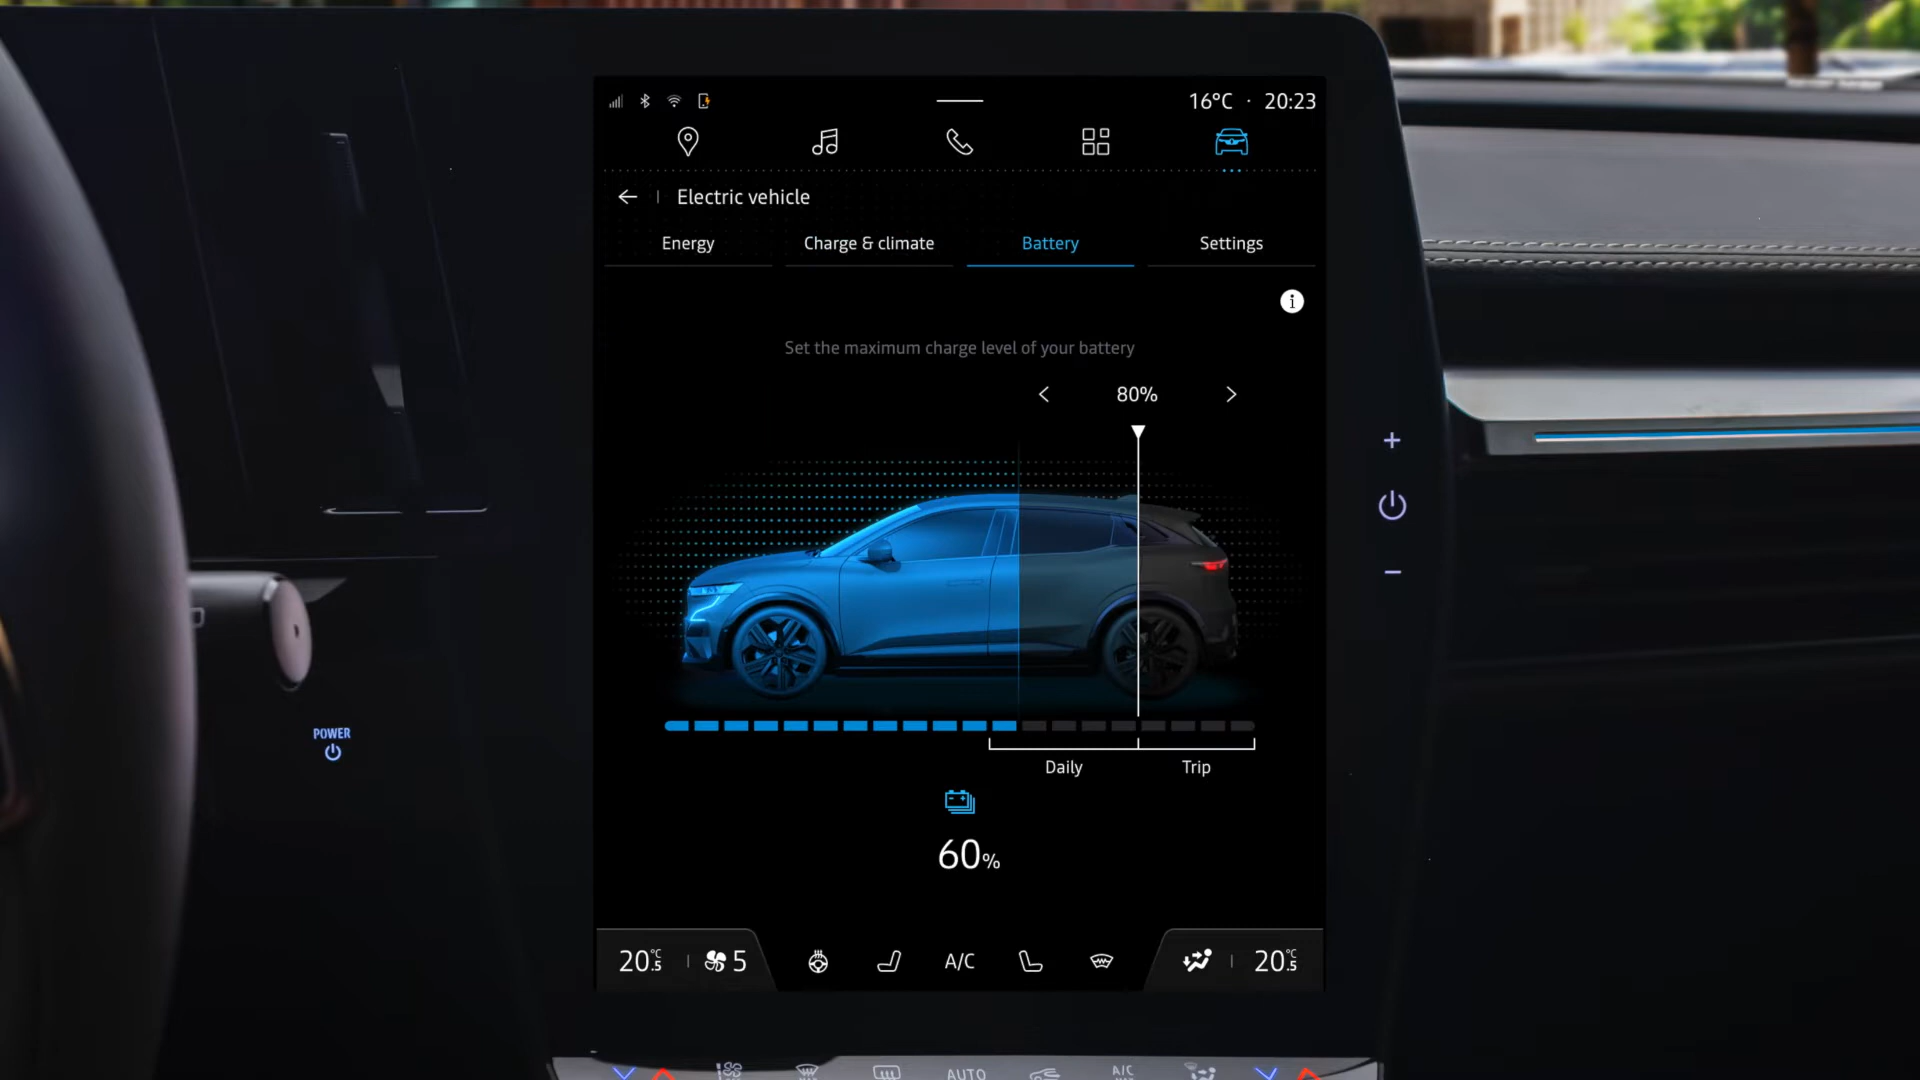 16°C · 20:23
Electric vehicle
Energy Charge & climate Battery Settings
i
Set the maximum charge level of your battery
80%
POWER
Daily Trip
60%
20.5°C 5 A/C 20.5°C
AUTO A/C